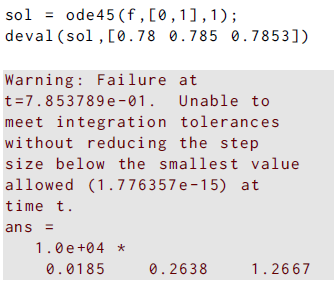 sol = ode45(f,[0,1],1);
deval(sol,[0.78 0.785 0.7853])
Warning: Failure at
t=7.853789e-01.  Unable to
meet integration tolerances
without reducing the step
size below the smallest value
allowed (1.776357e-15) at
time t.
ans =
1.0e+04 *
0.0185    0.2638    1.2667